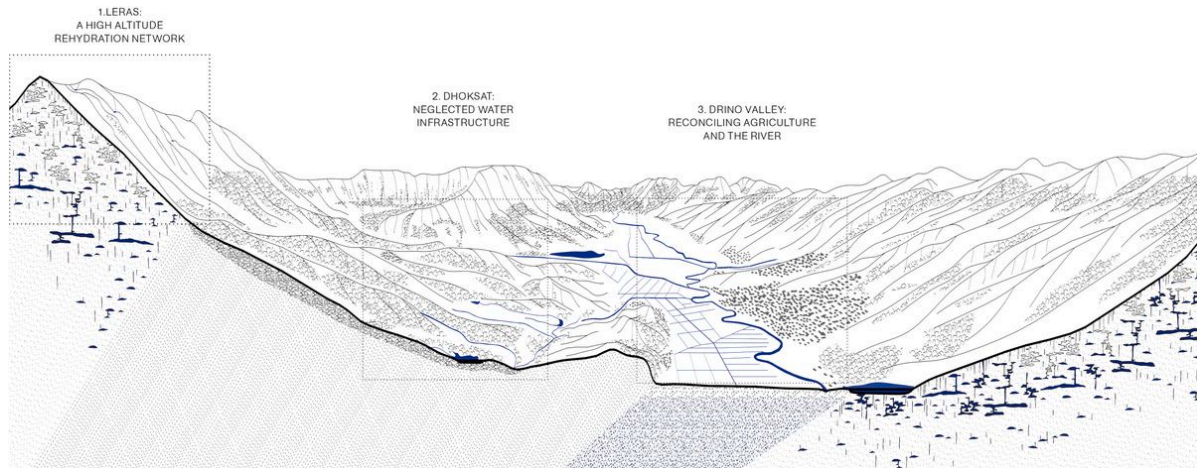 1.LERAS:
A HIGH ALTITUDE
REHYDRATION NETWORK
2. DHOKSAT:
NEGLECTED WATER
INFRASTRUCTURE
3. DRINO VALLEY:
RECONCILING AGRICULTURE
AND THE RIVER